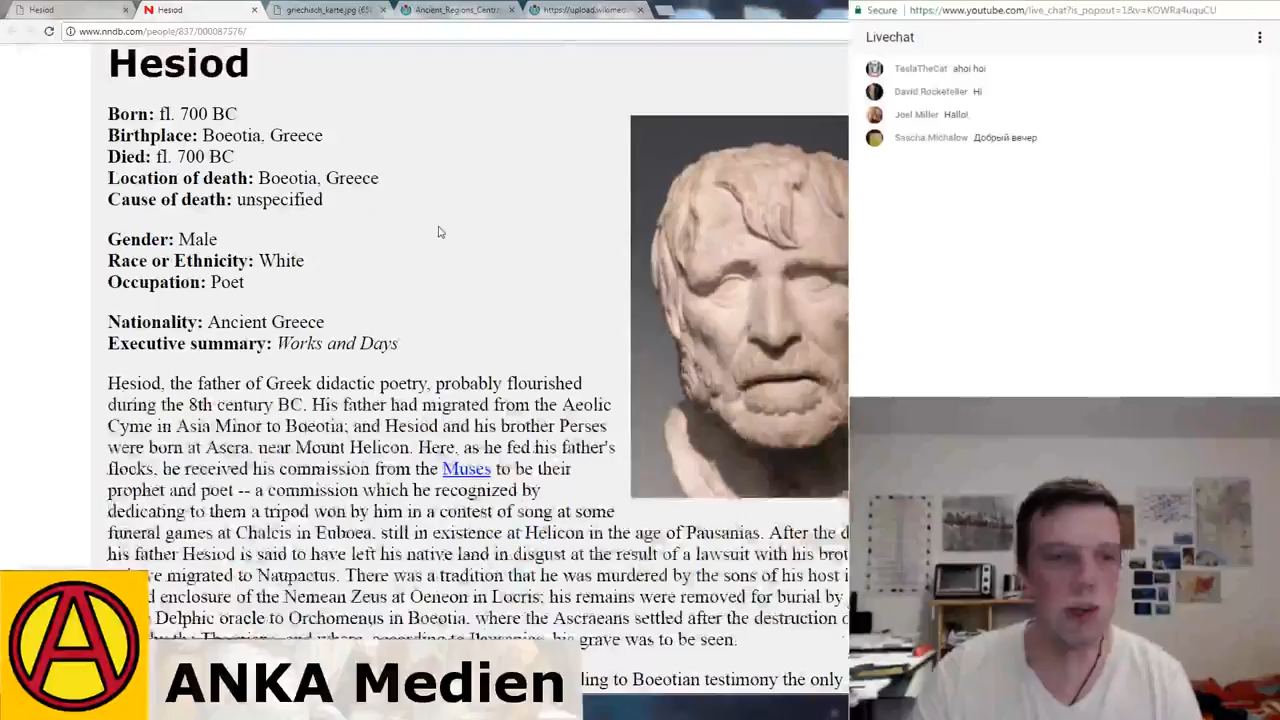 Hesiod
Hesiod
griechisch_karte.jpg (65
Ancient_Regions_Centr
https://upload.wikimed
www.nndb.com/people/837/000087576/
Secure https://www.youtube.com/live_chat?is_popout=1&v=KOWRa4uguCU
Livechat
TeslaTheCat ahoi hoi
David Rockefeller Hi
Joel Miller Hallo!
Sascha Michalow Добрый вечер
Hesiod
Born: fl. 700 BC
Birthplace: Boeotia, Greece
Died: fl. 700 BC
Location of death: Boeotia, Greece
Cause of death: unspecified
Gender: Male
Race or Ethnicity: White
Occupation: Poet
Nationality: Ancient Greece
Executive summary: Works and Days
Hesiod, the father of Greek didactic poetry, probably flourished
during the 8th century BC. His father had migrated from the Aeolic
Cyme in Asia Minor to Boeotia; and Hesiod and his brother Perses
were born at Ascra, near Mount Helicon. Here, as he fed his father's
flocks, he received his commission from the Muses to be their
prophet and poet -- a commission which he recognized by
dedicating to them a tripod won by him in a contest of song at some
funeral games at Chalcis in Euboea, still in existence at Helicon in the age of Pausanias. After the d
his father Hesiod is said to have left his native land in disgust at the result of a lawsuit with his brot
migrated to Naupactus. There was a tradition that he was murdered by the sons of his host i
enclosure of the Nemean Zeus at Oeneon in Locris; his remains were removed for burial by
Delphic oracle to Orchomenus in Boeotia, where the Ascraeans settled after the destruction o
his grave was to be seen.
ling to Boeotian testimony the only
ANKA Medien